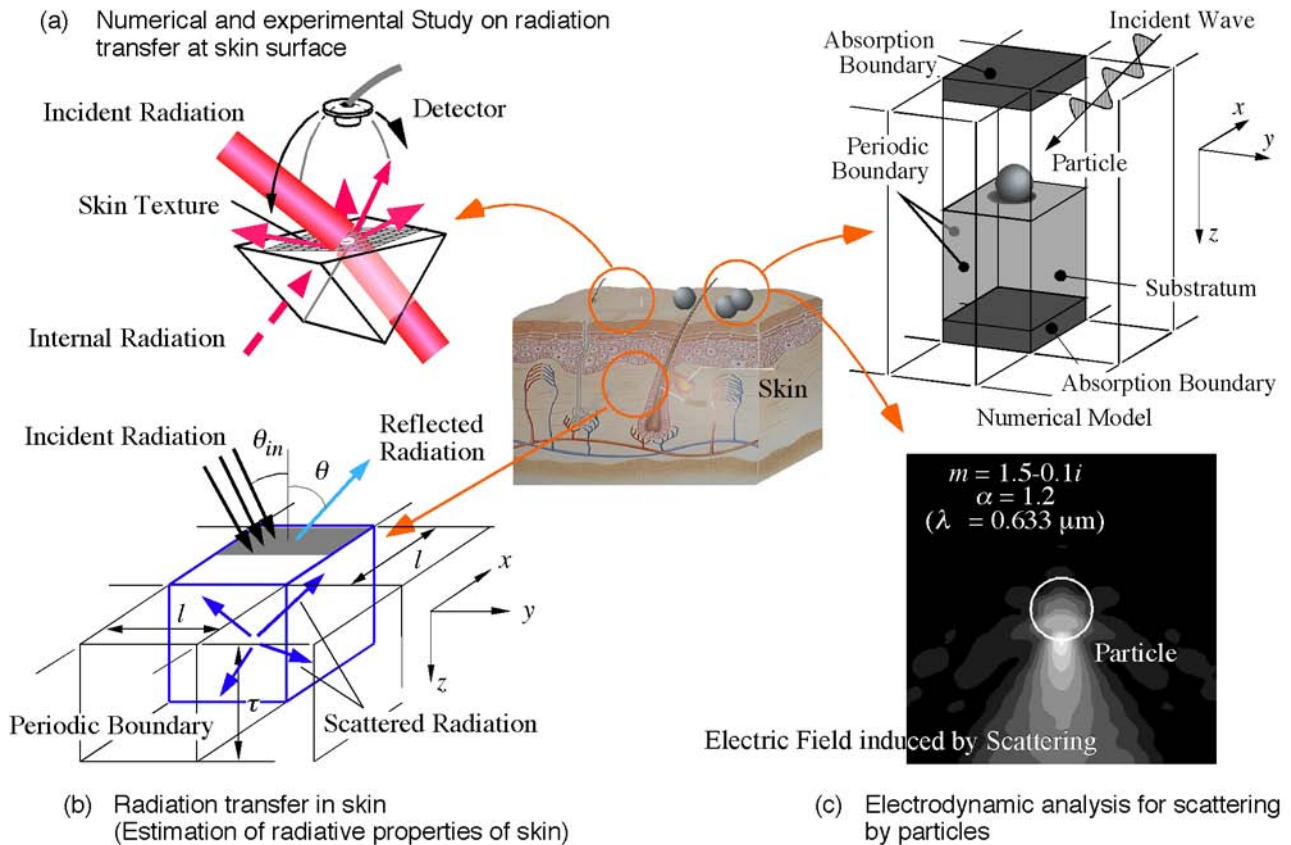 (a) Numerical and experimental Study on radiation
transfer at skin surface
Incident Radiation
Detector
Skin Texture
Internal Radiation
Absorption
Boundary
Incident Wave
x
y
z
Periodic
Boundary
Particle
Substratum
Absorption Boundary
Numerical Model
Skin
Incident Radiation
θin
θ
Reflected
Radiation
l
l
x
y
z
τ
Periodic Boundary
Scattered Radiation
m = 1.5-0.1i
α = 1.2
(λ = 0.633 μm)
Particle
Electric Field induced by Scattering
(b) Radiation transfer in skin
(Estimation of radiative properties of skin)
(c) Electrodynamic analysis for scattering
by particles